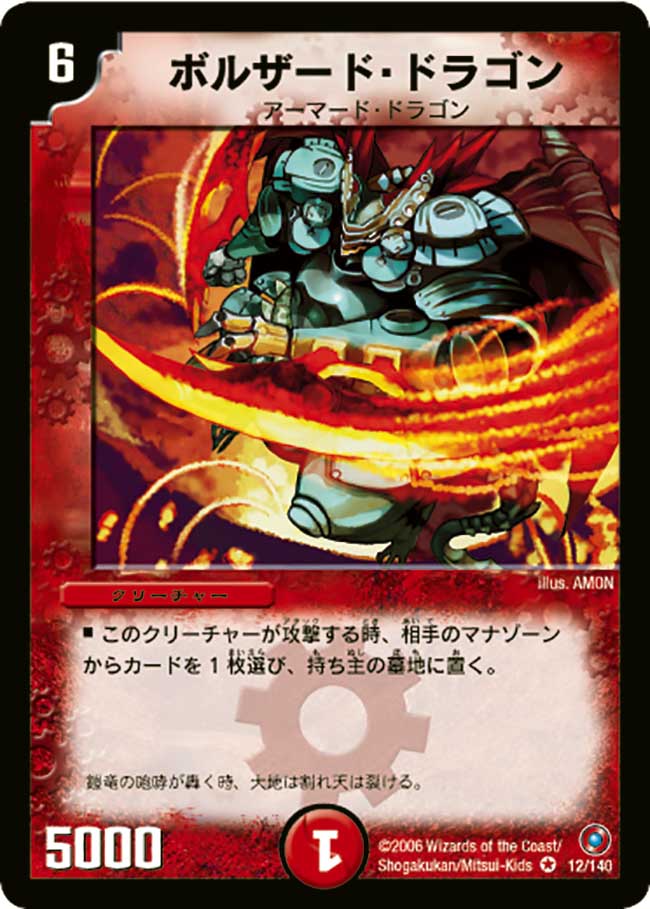 6
ボルザード・ドラゴン
アーマード・ドラゴン
illus. AMON
クリーチャー
■ このクリーチャーが攻撃する時、相手のマナゾーン
からカードを1枚選び、持ち主の墓地に置く。
鎧竜の咆哮が轟く時、大地は割れ天は裂ける。
5000
1
©2006 Wizards of the Coast/
Shogakukan/Mitsui-Kids ✪ 12/140